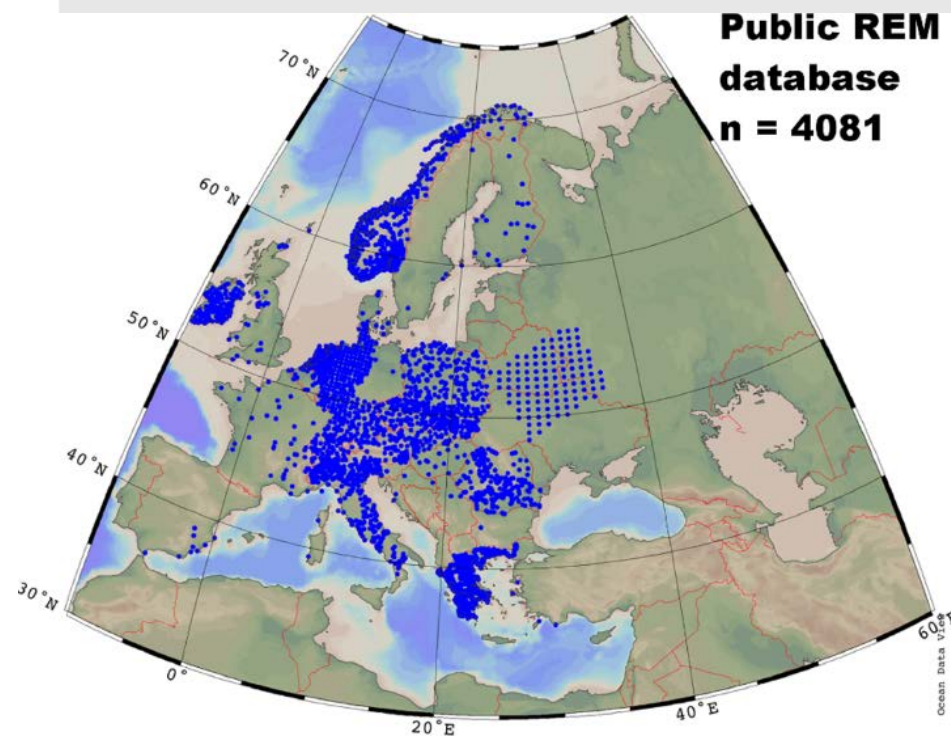 Public REM
database
n = 4081
70°N
60°N
50°N
40°N
30°N
0°
20°E
40°E
60°E
Ocean Data View